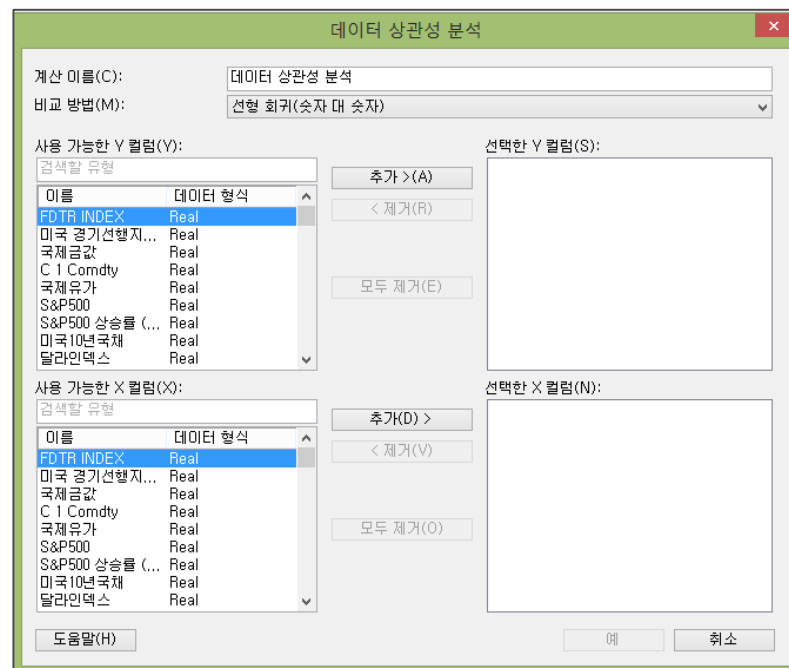 데이터 상관성 분석
계산 이름(C):
데이터 상관성 분석
비교 방법(M):
선형 회귀(숫자 대 숫자)
사용 가능한 Y 컬럼(Y):
선택한 Y 컬럼(S):
검색할 유형
추가 >(A)
이름 데이터 형식
< 제거(R)
FDTR INDEX Real
미국 경기선행지... Real
국제금값 Real
C 1 Comdty Real
모두 제거(E)
국제유가 Real
S&P500 Real
S&P500 상승률 (... Real
미국10년국채 Real
달라인덱스 Real
사용 가능한 X 컬럼(X):
선택한 X 컬럼(N):
검색할 유형
추가(D) >
이름 데이터 형식
< 제거(V)
FDTR INDEX Real
미국 경기선행지... Real
국제금값 Real
C 1 Comdty Real
모두 제거(O)
국제유가 Real
S&P500 Real
S&P500 상승률 (... Real
미국10년국채 Real
달라인덱스 Real
도움말(H)
예
취소